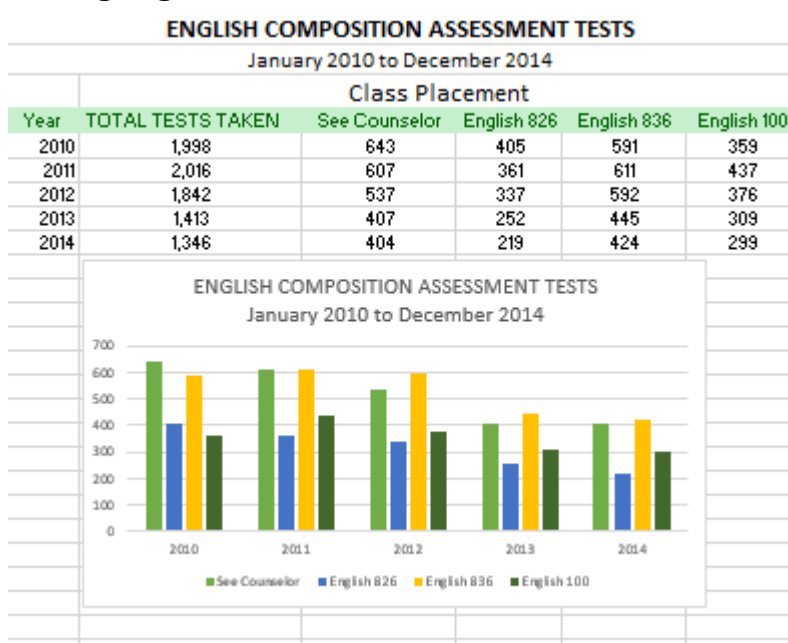 ENGLISH COMPOSITION ASSESSMENT TESTS
January 2010 to December 2014
Class Placement
Year TOTAL TESTS TAKEN See Counselor English 826 English 836 English 100
2010 1,998 643 405 591 359
2011 2,016 607 361 611 437
2012 1,842 537 337 592 376
2013 1,413 407 252 445 309
2014 1,346 404 219 424 299
ENGLISH COMPOSITION ASSESSMENT TESTS
January 2010 to December 2014
700
600
500
400
300
200
100
0
2010 2011 2012 2013 2014
See Counselor English 826 English 836 English 100